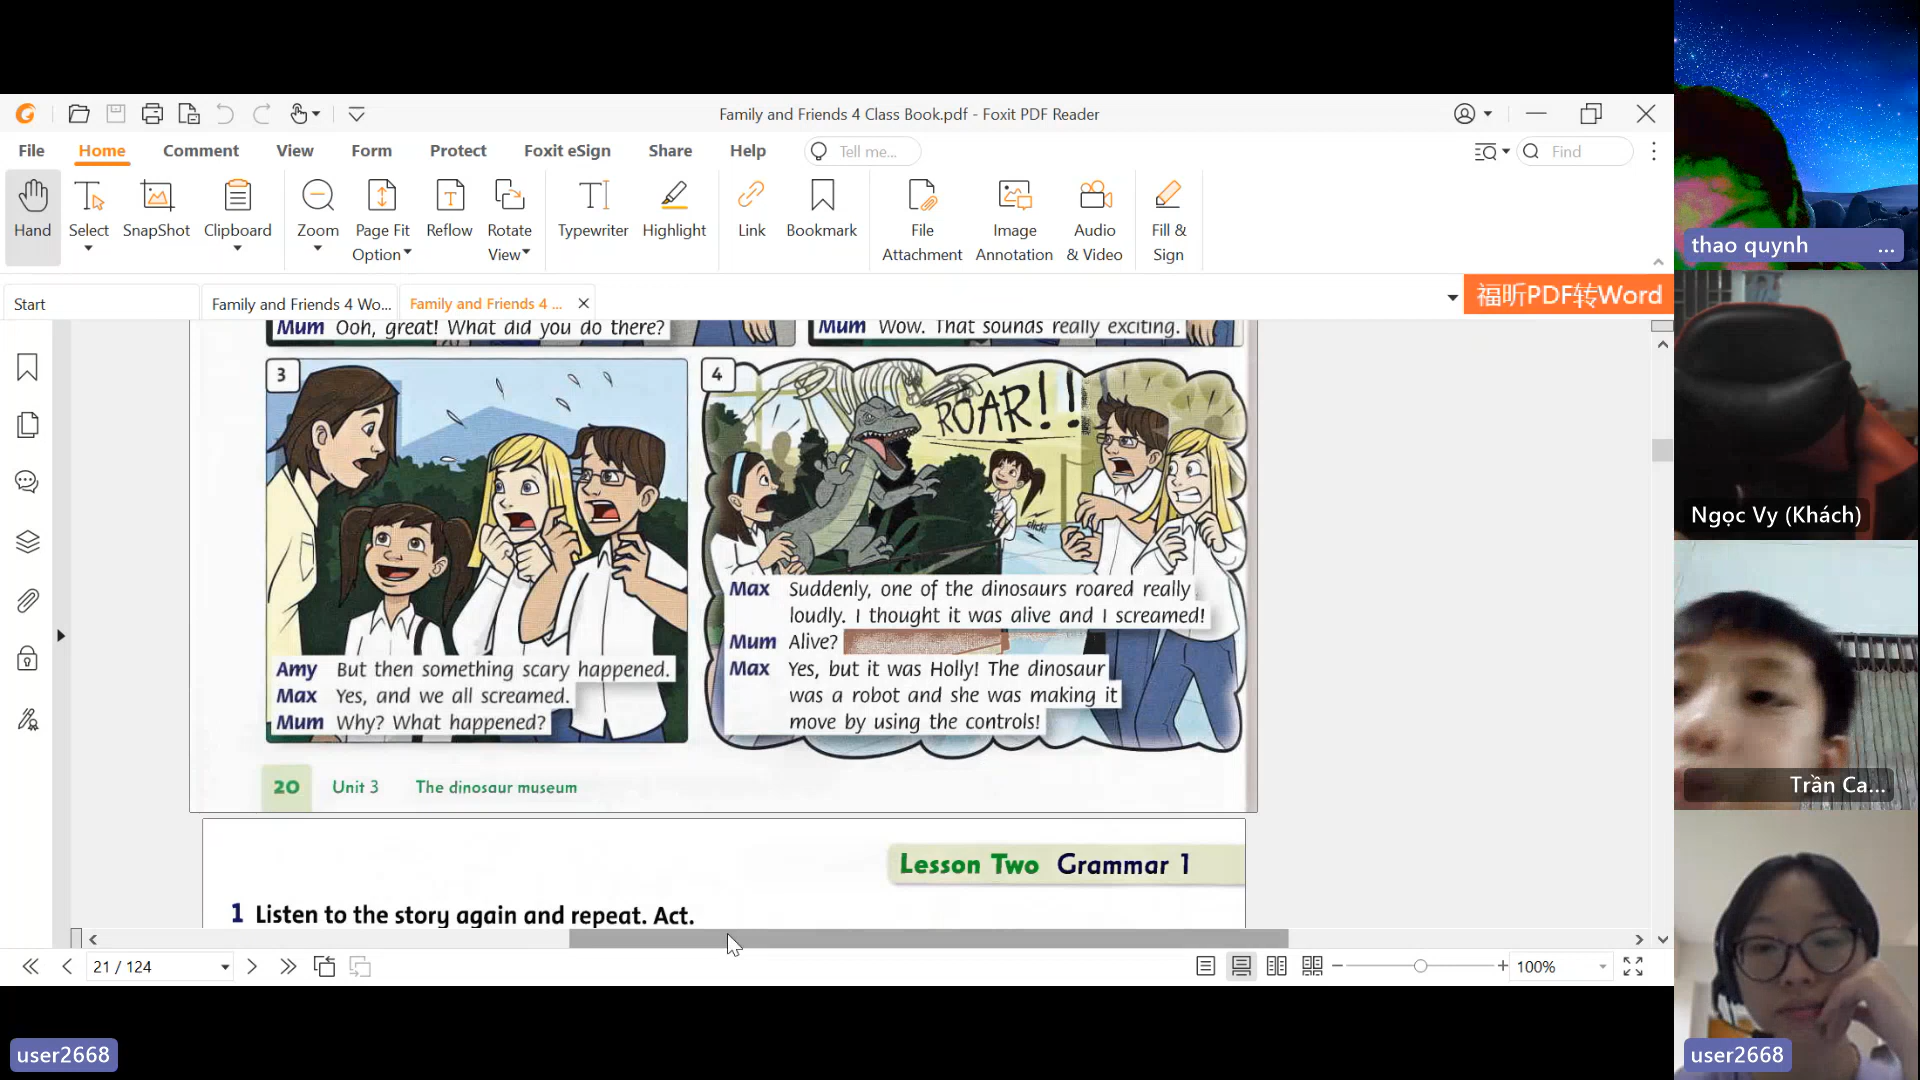 Family and Friends 4 Class Book.pdf - Foxit PDF Reader
File Home Comment View Form Protect Foxit eSign Share Help Tell me... Find
Hand Select SnapShot Clipboard Zoom Page Fit Option Reflow Rotate View Typewriter Highlight Link Bookmark File Attachment Image Annotation Audio & Video Fill & Sign
Start Family and Friends 4 Wo... Family and Friends 4 ... 福昕PDF转Word
Mum Ooh, great! What did you do there?
Mum Wow. That sounds really exciting.
3
Amy But then something scary happened.
Max Yes, and we all screamed.
Mum Why? What happened?
4
ROAR!!
click!
Max Suddenly, one of the dinosaurs roared really
loudly. I thought it was alive and I screamed!
Mum Alive?
Max Yes, but it was Holly! The dinosaur
was a robot and she was making it
move by using the controls!
20 Unit 3 The dinosaur museum
Lesson Two Grammar 1
1 Listen to the story again and repeat. Act.
21 / 124
100%
user2668
thao quynh ...
Ngọc Vy (Khách)
Trần Ca...
user2668